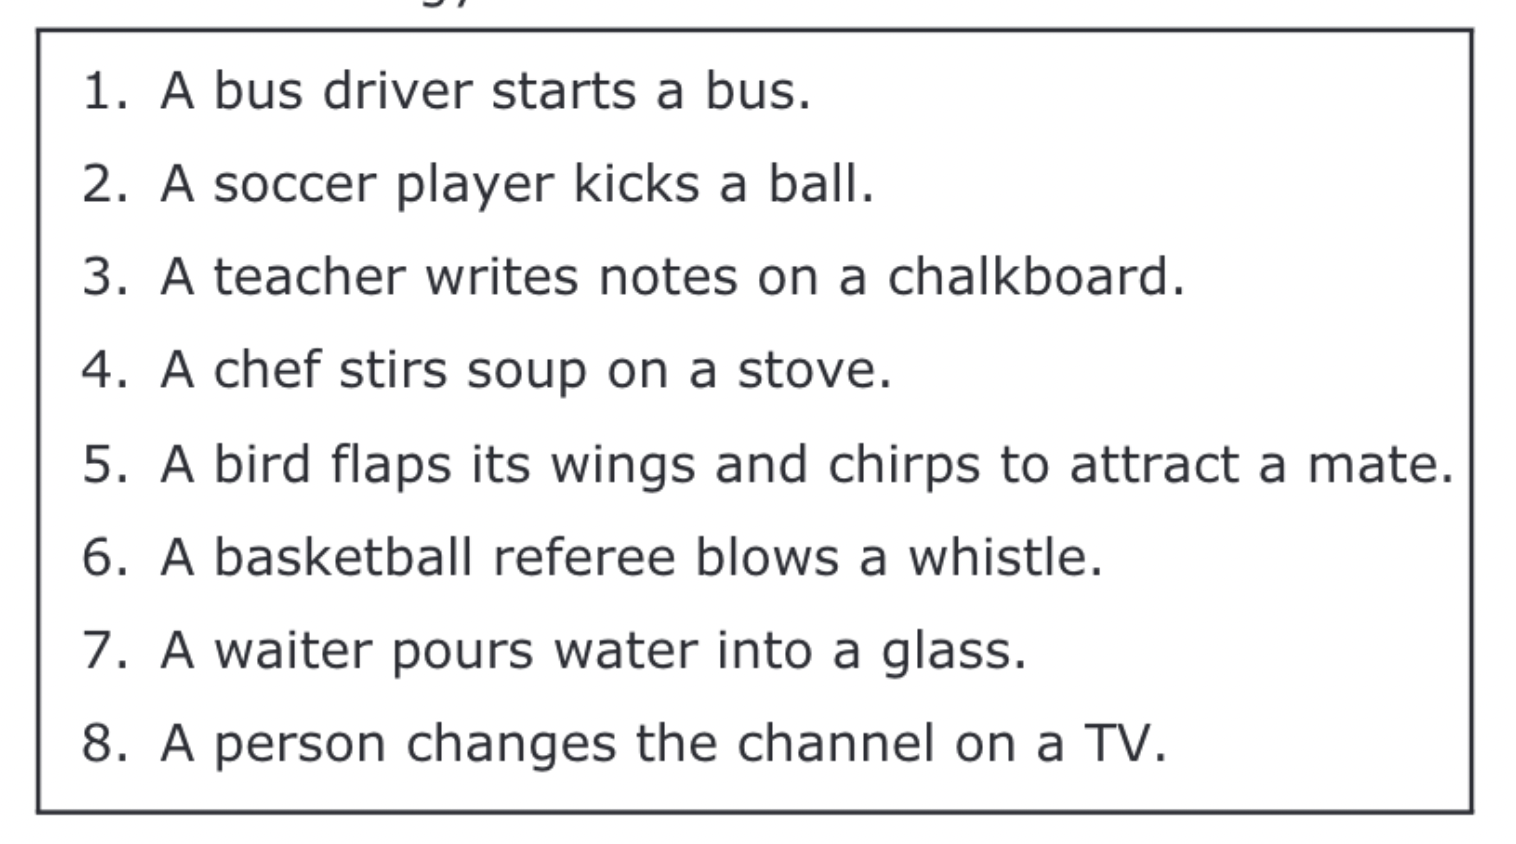 1. A bus driver starts a bus.
2. A soccer player kicks a ball.
3. A teacher writes notes on a chalkboard.
4. A chef stirs soup on a stove.
5. A bird flaps its wings and chirps to attract a mate.
6. A basketball referee blows a whistle.
7. A waiter pours water into a glass.
8. A person changes the channel on a TV.